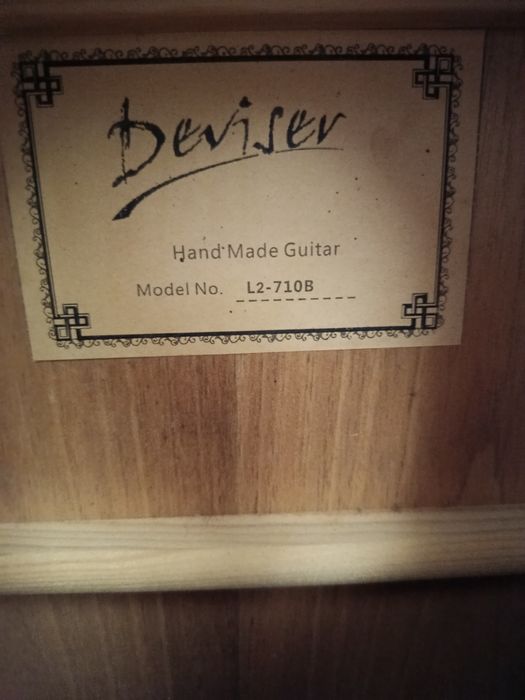 Deviser
Hand Made Guitar
Model No. L2-710B